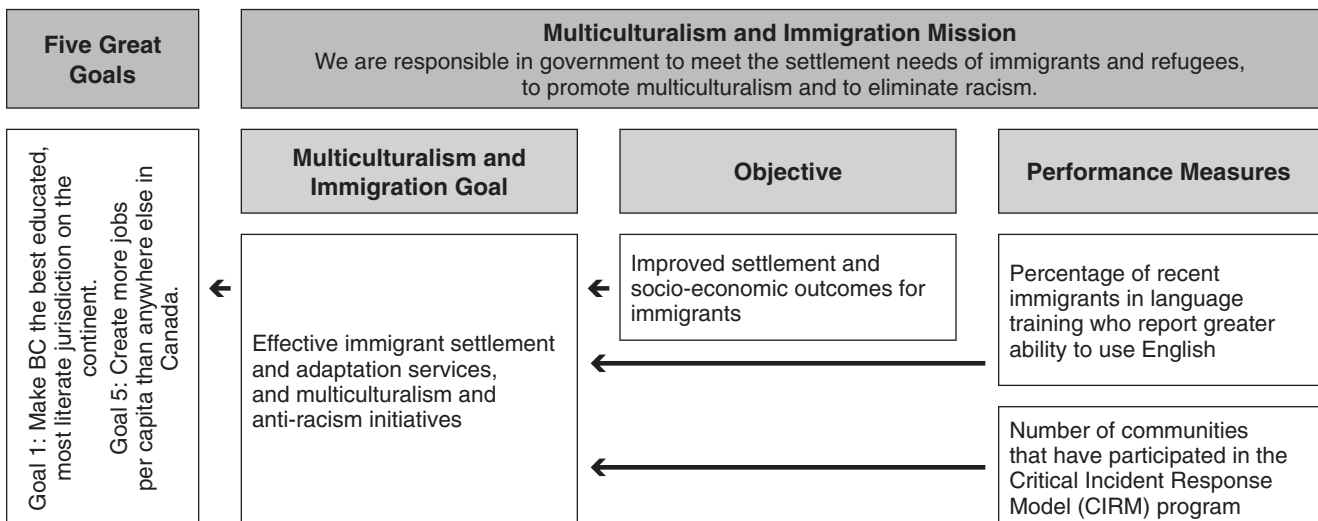 Five Great
Goals
Multiculturalism and Immigration Mission
We are responsible in government to meet the settlement needs of immigrants and refugees,
to promote multiculturalism and to eliminate racism.
Goal 1: Make BC the best educated,
most literate jurisdiction on the
continent.
Goal 5: Create more jobs
per capita than anywhere else in
Canada.
Multiculturalism and
Immigration Goal
Effective immigrant settlement
and adaptation services,
and multiculturalism and
anti-racism initiatives
Objective
Improved settlement and
socio-economic outcomes for
immigrants
Performance Measures
Percentage of recent
immigrants in language
training who report greater
ability to use English
Number of communities
that have participated in the
Critical Incident Response
Model (CIRM) program